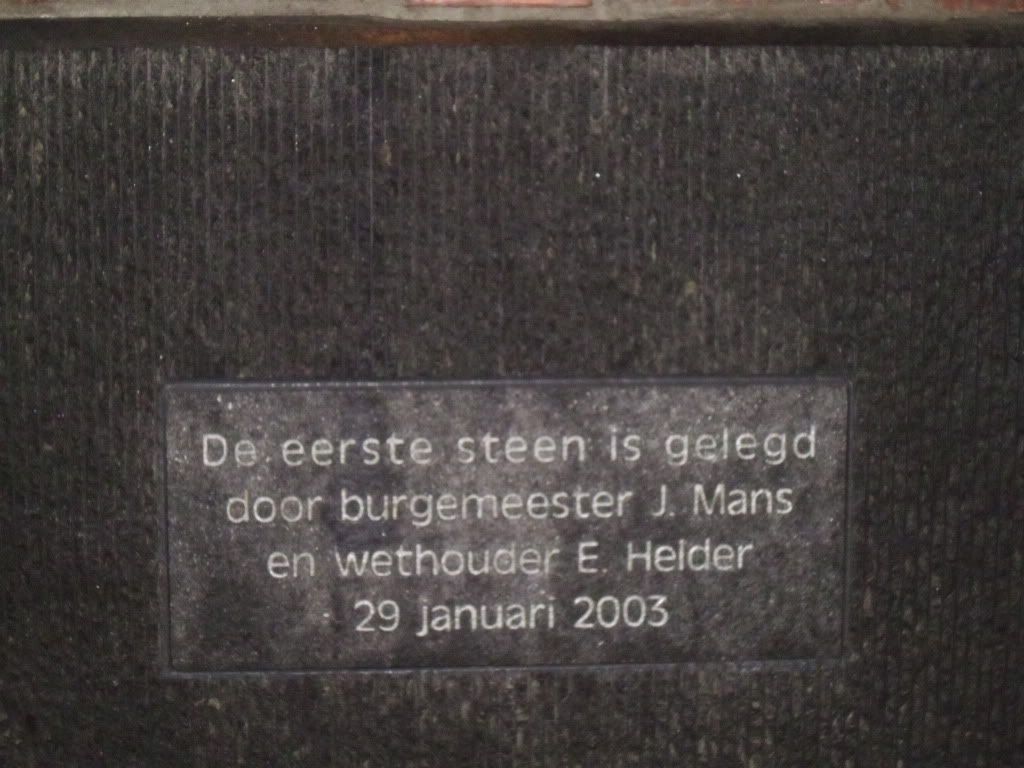 De eerste steen is gelegd
door burgemeester J. Mans
en wethouder E. Helder
29 januari 2003